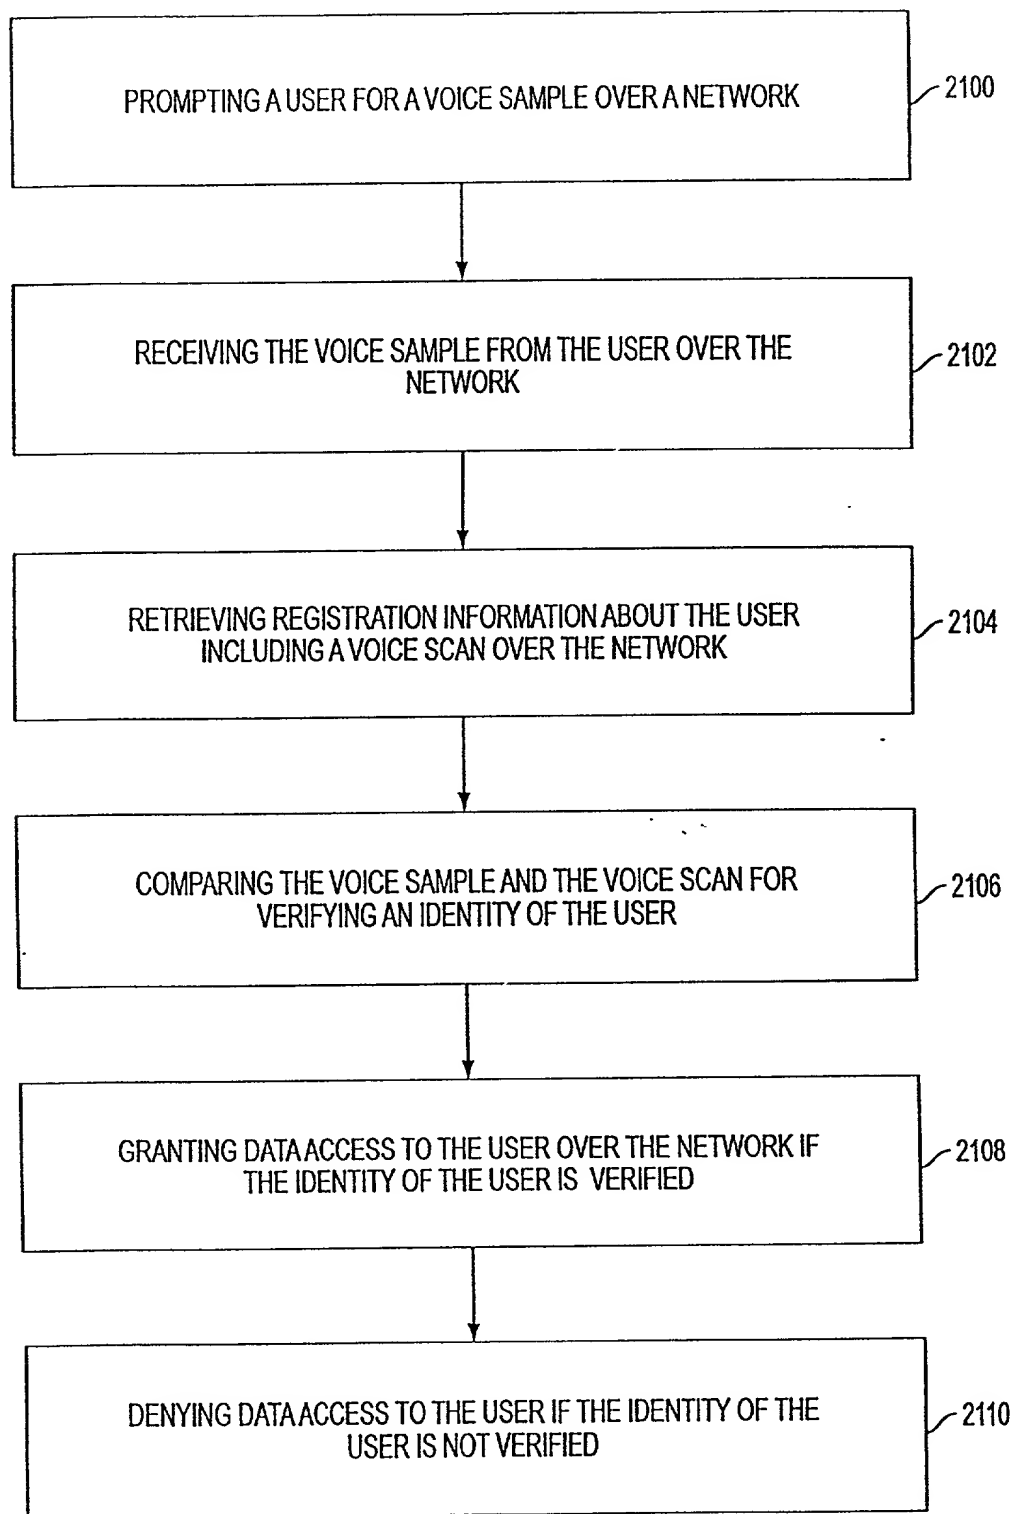 PROMPTING A USER FOR A VOICE SAMPLE OVER A NETWORK
2100
RECEIVING THE VOICE SAMPLE FROM THE USER OVER THE
NETWORK
2102
RETRIEVING REGISTRATION INFORMATION ABOUT THE USER
INCLUDING A VOICE SCAN OVER THE NETWORK
2104
COMPARING THE VOICE SAMPLE AND THE VOICE SCAN FOR
VERIFYING AN IDENTITY OF THE USER
2106
GRANTING DATA ACCESS TO THE USER OVER THE NETWORK IF
THE IDENTITY OF THE USER IS VERIFIED
2108
DENYING DATA ACCESS TO THE USER IF THE IDENTITY OF THE
USER IS NOT VERIFIED
2110